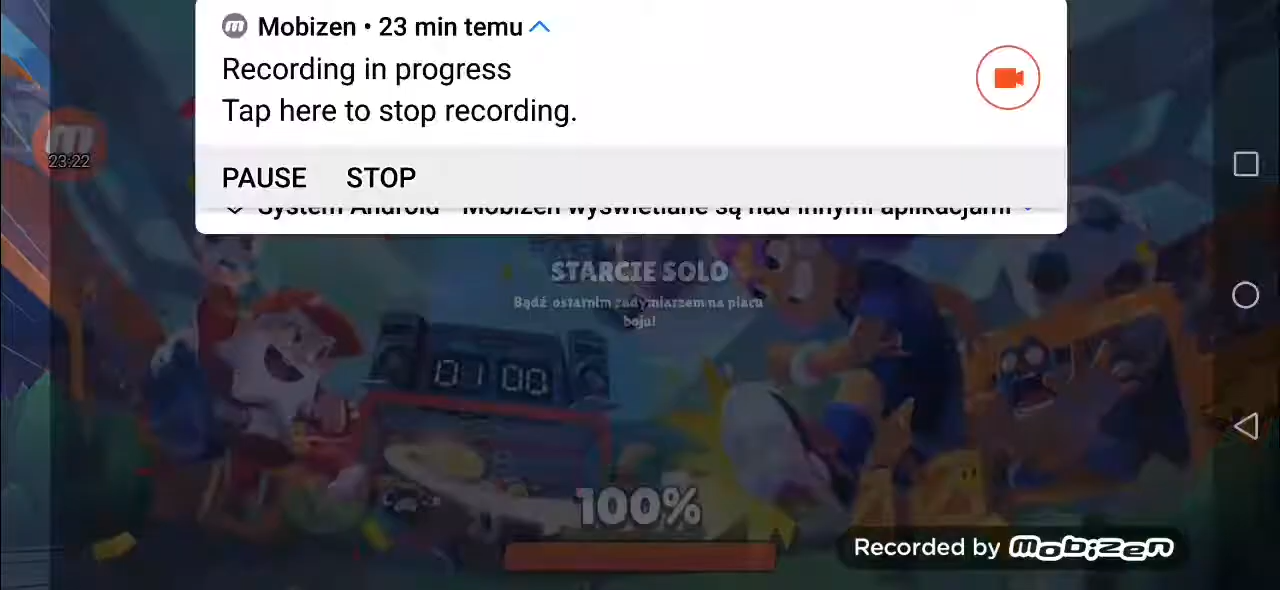 Mobizen • 23 min temu
Recording in progress
Tap here to stop recording.
23:22
PAUSE STOP
System Android Mobizen wyświetlane są nad innymi aplikacjami
STARCIE SOLO
Bądź ostatnim zadymiarzem na placu
boju!
01 00
100%
Recorded by mobizen